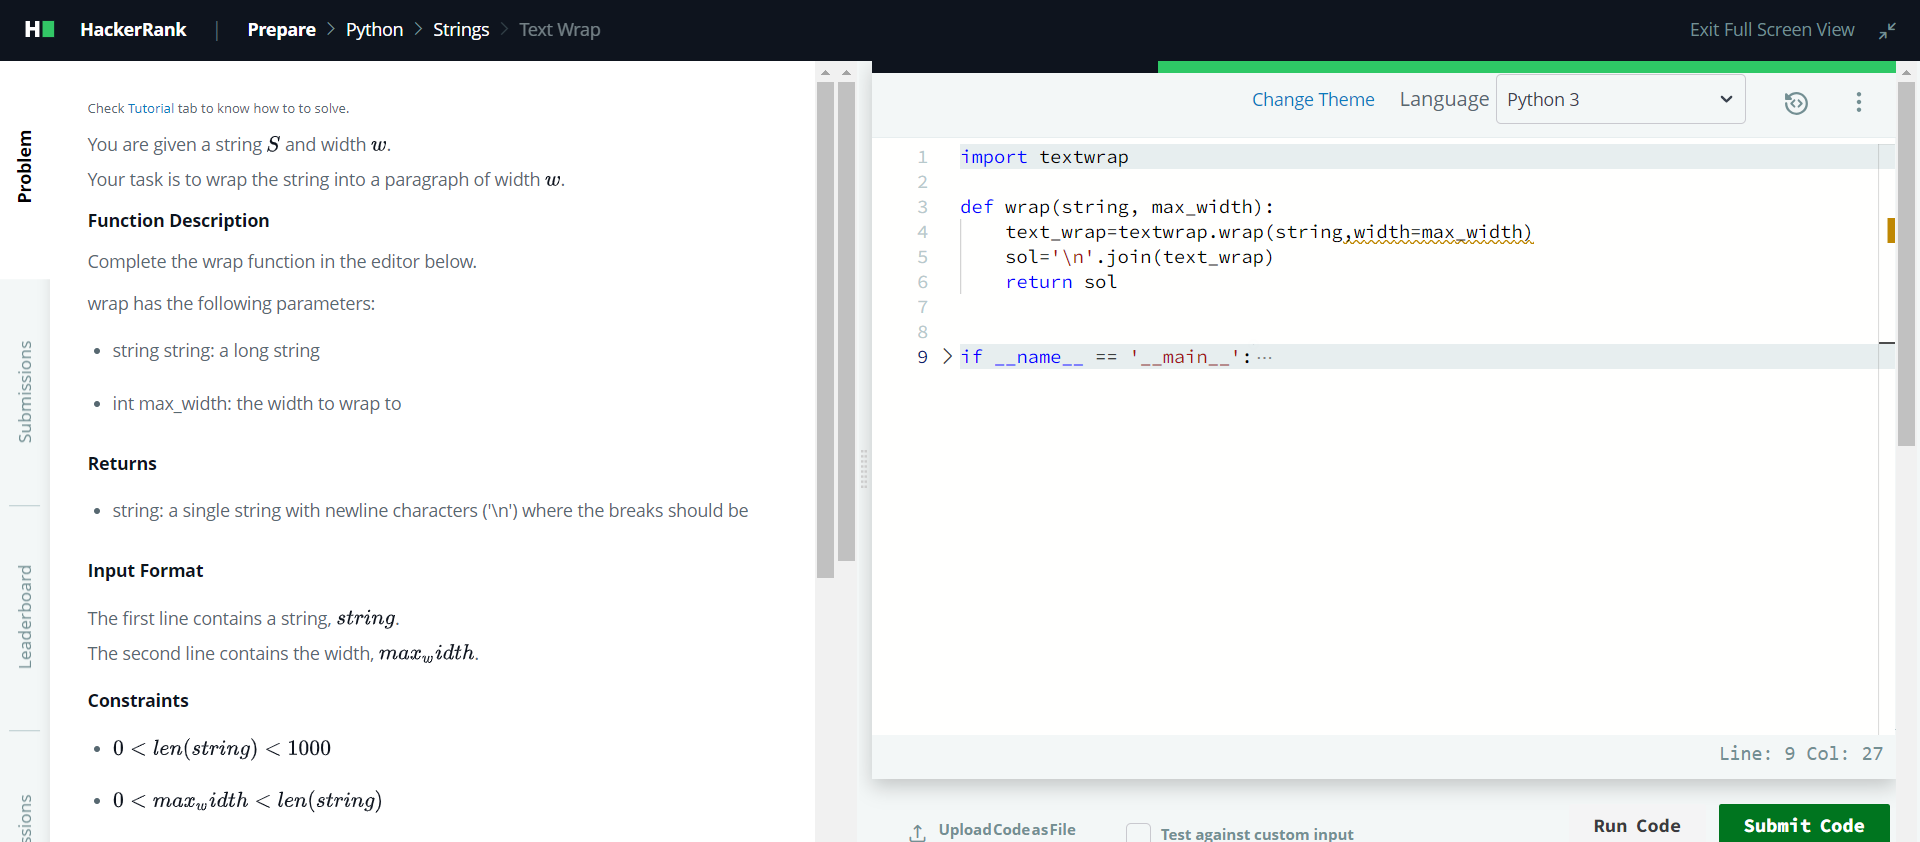 HackerRank | Prepare > Python > Strings > Text Wrap
Exit Full Screen View
Problem
Submissions
Leaderboard
ssions
Check Tutorial tab to know how to to solve.
You are given a string S and width w.
Your task is to wrap the string into a paragraph of width w.
Function Description
Complete the wrap function in the editor below.
wrap has the following parameters:
• string string: a long string
• int max_width: the width to wrap to
Returns
• string: a single string with newline characters ('\n') where the breaks should be
Input Format
The first line contains a string, string.
The second line contains the width, max_width.
Constraints
• 0 < len(string) < 1000
• 0 < max_width < len(string)
Change Theme Language Python 3
1 import textwrap
2
3 def wrap(string, max_width):
4     text_wrap=textwrap.wrap(string,width=max_width)
5     sol='\n'.join(text_wrap)
6     return sol
7
8
9 > if __name__ == '__main__':···
Line: 9 Col: 27
Upload Code as File
Test against custom input
Run Code
Submit Code